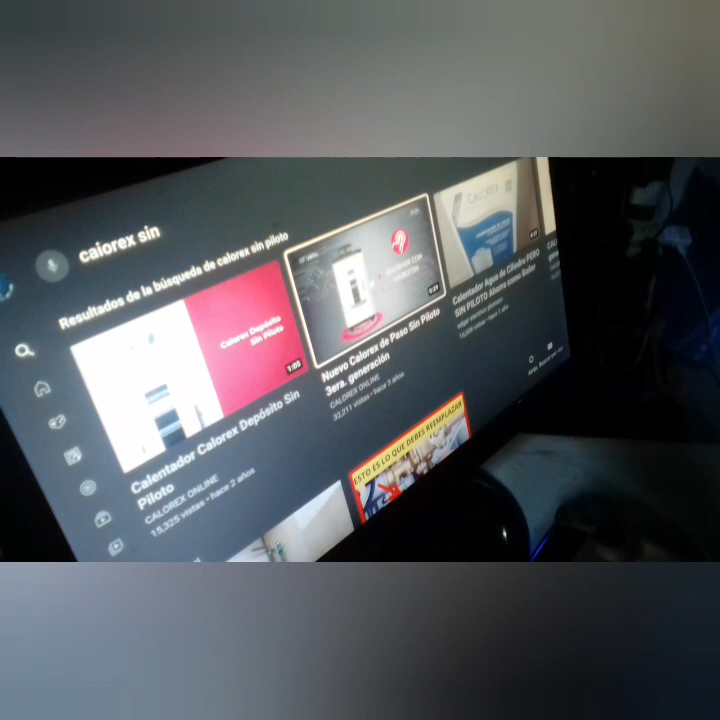 calorex sin
Resultados de la búsqueda de calorex sin piloto
Calorex Depósito
Sin Piloto
1:05
Calentador Calorex Depósito Sin
Piloto
CALOREX ONLINE
15,325 vistas • hace 2 años
0:29
Nuevo Calorex de Paso Sin Piloto
3era. generación
CALOREX ONLINE
32,211 vistas • hace 3 años
CALOREX
Calentador Agua de Cilindro PERO
SIN PILOTO Ahorra como Boiler
ESTO ES LO QUE DEBES REEMPLAZAR